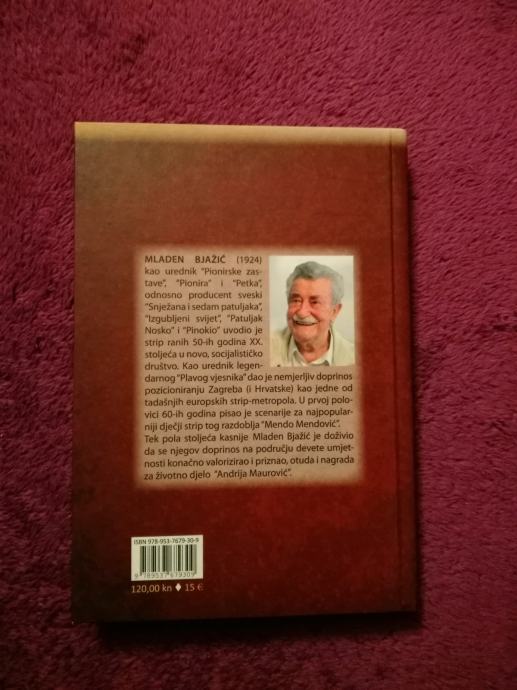 MLADEN BJAŽIĆ (1924)
kao urednik "Pionirske zas-
tave", "Pionira" i "Petka",
odnosno producent sveski
"Snježana i sedam patuljaka",
"Izgubljeni svijet", "Patuljak
Nosko" i "Pinokio" uvodio je
strip ranih 50-ih godina XX.
stoljeća u novo, socijalističko
društvo. Kao urednik legen-
darnog "Plavog vjesnika" dao je nemjerljiv doprinos
pozicioniranju Zagreba (i Hrvatske) kao jedne od
tadašnjih europskih strip-metropola. U prvoj polo-
vici 60-ih godina pisao je scenarije za najpopular-
niji dječji strip tog razdoblja "Mendo Mendović".
Tek pola stoljeća kasnije Mladen Bjažić je doživio
da se njegov doprinos na području devete umjet-
nosti konačno valorizirao i priznao, otuda i nagrada
za životno djelo "Andrija Maurović".
ISBN 978-953-7679-30-9
9 789537 679309
120,00 kn ♦ 15 €